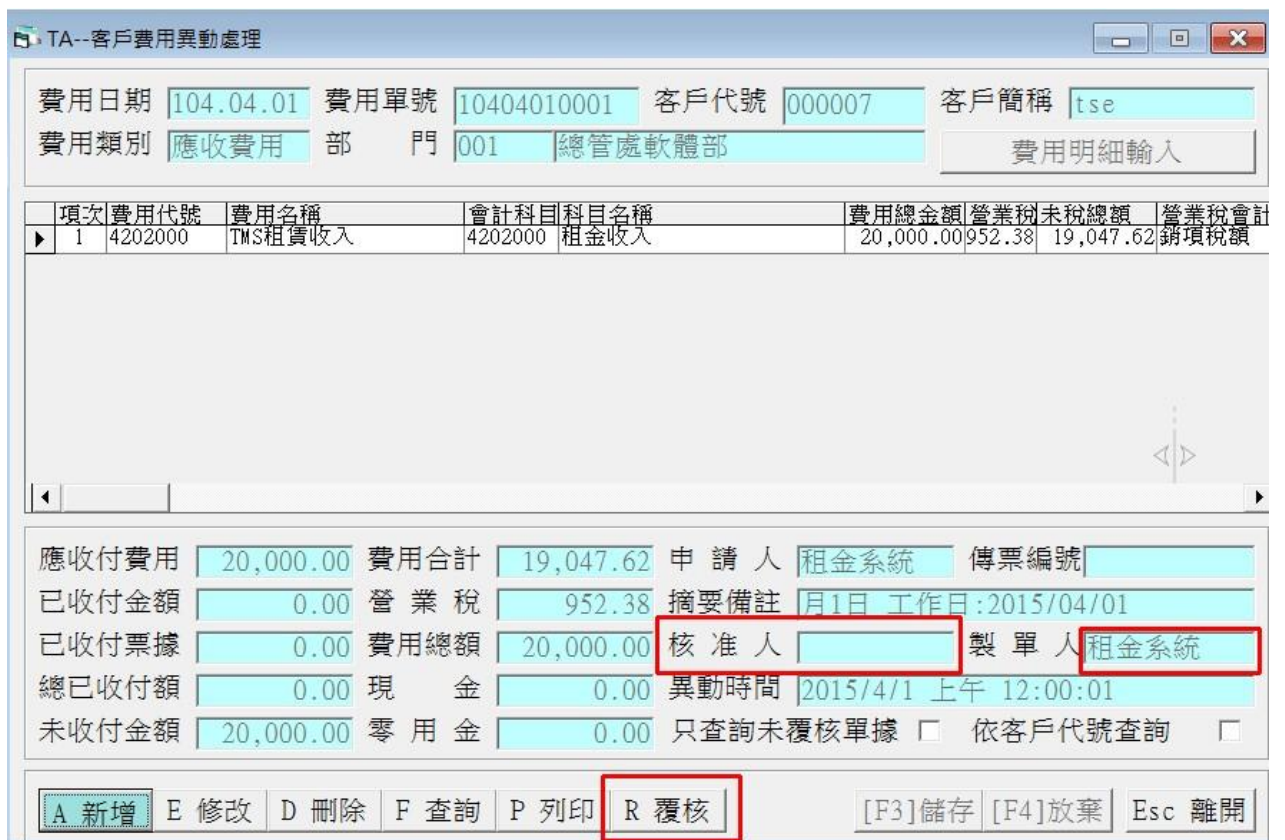 TA--客戶費用異動處理
費用日期 104.04.01 費用單號 10404010001 客戶代號 000007 客戶簡稱 tse
費用類別 應收費用 部 門 001 總管處軟體部 費用明細輸入
項次 費用代號 費用名稱 會計科目 科目名稱 費用總金額 營業稅 未稅總額 營業稅會計
1 4202000 TMS租賃收入 4202000 租金收入 20,000.00 952.38 19,047.62 銷項稅額
應收付費用 20,000.00 費用合計 19,047.62 申 請 人 租金系統 傳票編號
已收付金額 0.00 營 業 稅 952.38 摘要備註 月1日 工作日:2015/04/01
已收付票據 0.00 費用總額 20,000.00 核 准 人 製 單 人 租金系統
總已收付額 0.00 現 金 0.00 異動時間 2015/4/1 上午 12:00:01
未收付金額 20,000.00 零 用 金 0.00 只查詢未覆核單據 依客戶代號查詢
A 新增 E 修改 D 刪除 F 查詢 P 列印 R 覆核 [F3]儲存 [F4]放棄 Esc 離開